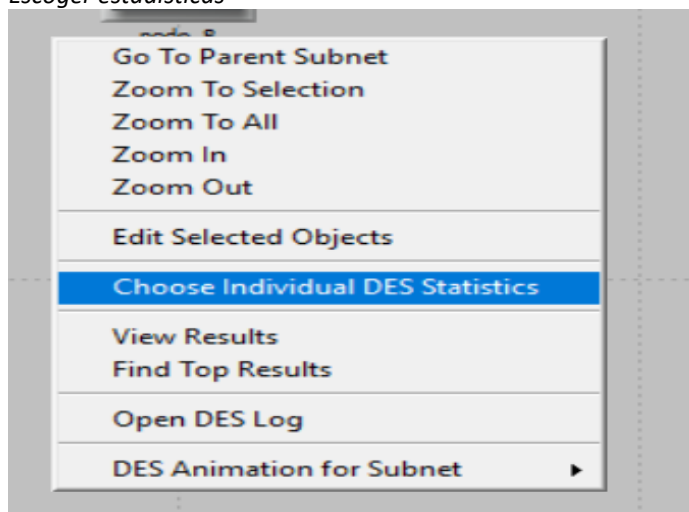 Escoger estadísticas
Go To Parent Subnet
Zoom To Selection
Zoom To All
Zoom In
Zoom Out
Edit Selected Objects
Choose Individual DES Statistics
View Results
Find Top Results
Open DES Log
DES Animation for Subnet